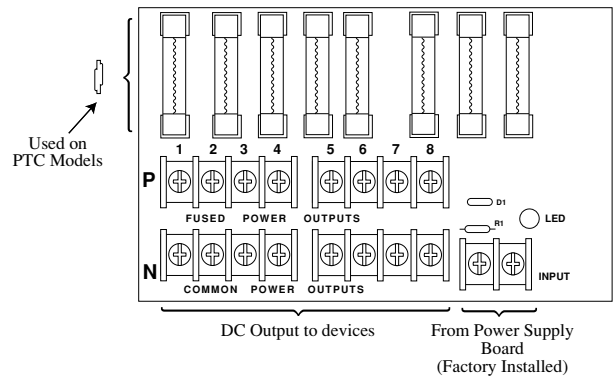 Used on
PTC Models
1 2 3 4 5 6 7 8
P
FUSED POWER OUTPUTS
D1
LED
R1
N
COMMON POWER OUTPUTS
INPUT
DC Output to devices
From Power Supply
Board
(Factory Installed)